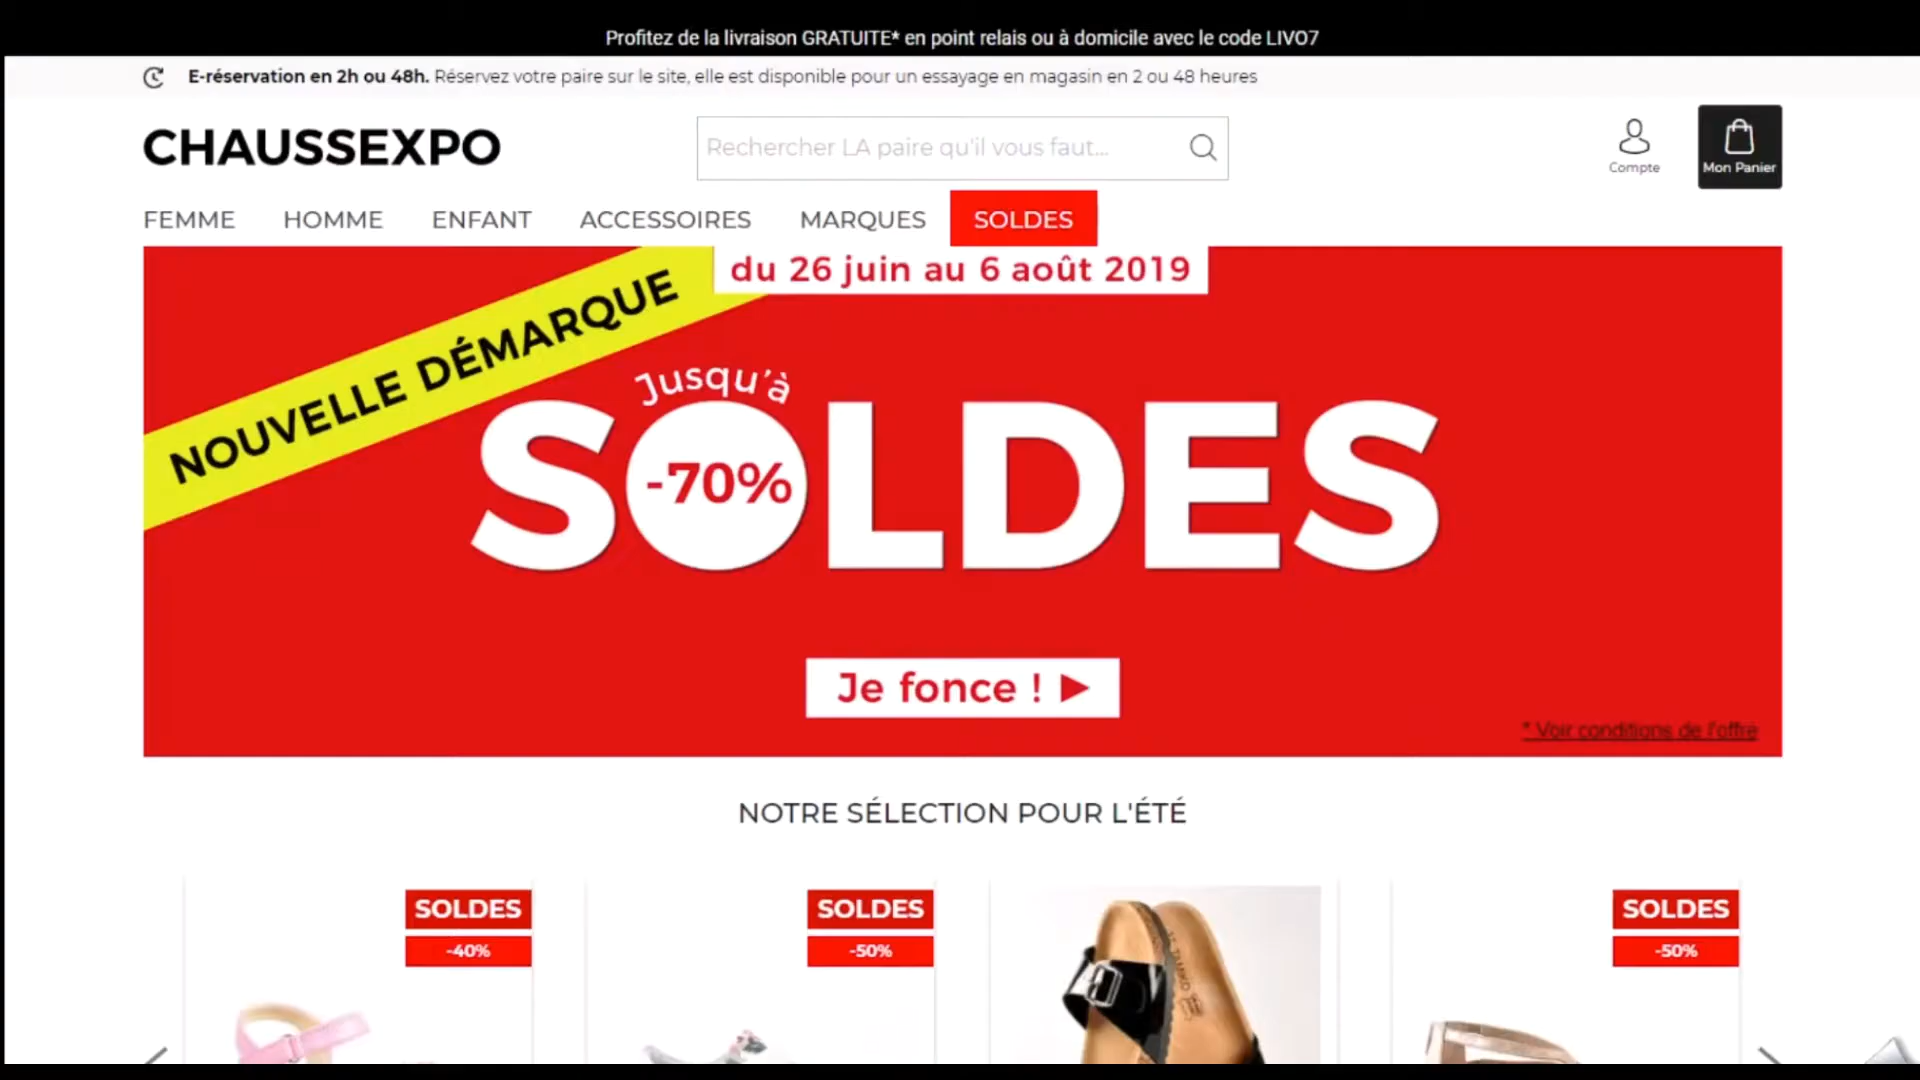 Profitez de la livraison GRATUITE* en point relais ou à domicile avec le code LIVO7
E-réservation en 2h ou 48h. Réservez votre paire sur le site, elle est disponible pour un essayage en magasin en 2 ou 48 heures
CHAUSSEXPO
Rechercher LA paire qu'il vous faut...
Compte
Mon Panier
FEMME HOMME ENFANT ACCESSOIRES MARQUES SOLDES
du 26 juin au 6 août 2019
NOUVELLE DÉMARQUE
Jusqu'à
SOLDES
-70%
Je fonce !
* Voir conditions de l'offre
NOTRE SÉLECTION POUR L'ÉTÉ
SOLDES
-40%
SOLDES
-50%
SOLDES
-50%